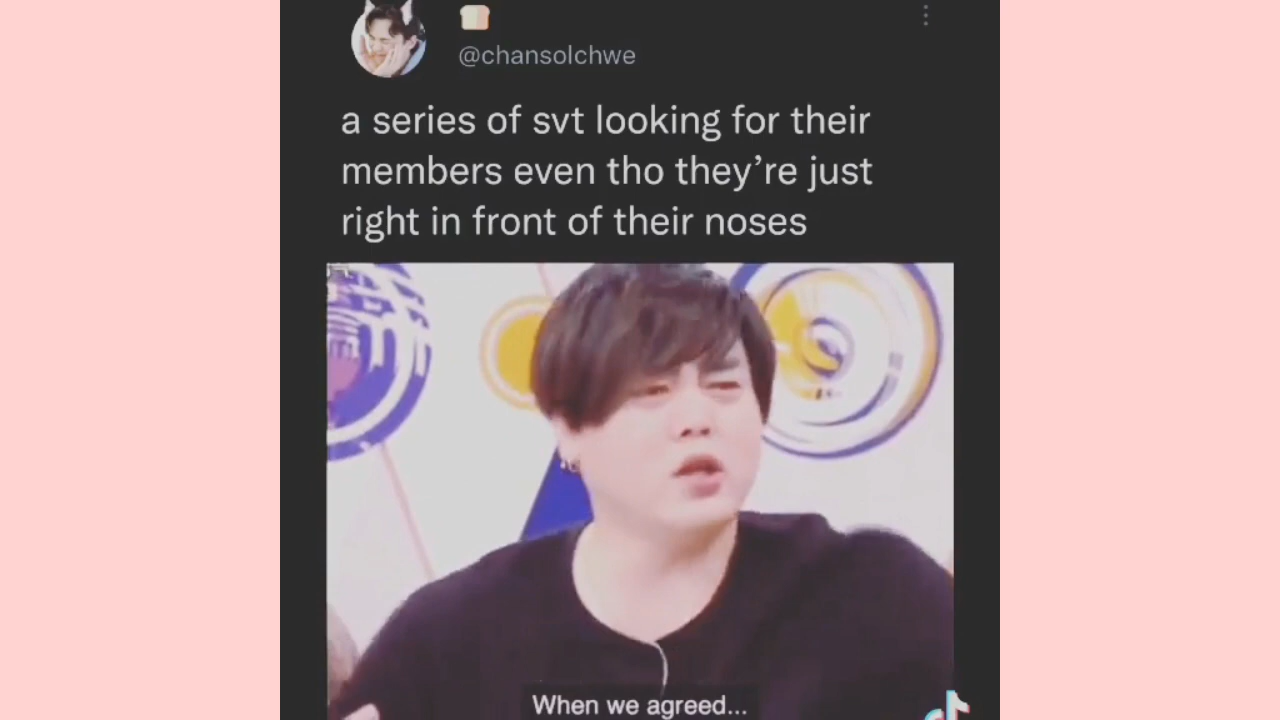 @chansolchwe
a series of svt looking for their
members even tho they’re just
right in front of their noses
When we agreed...